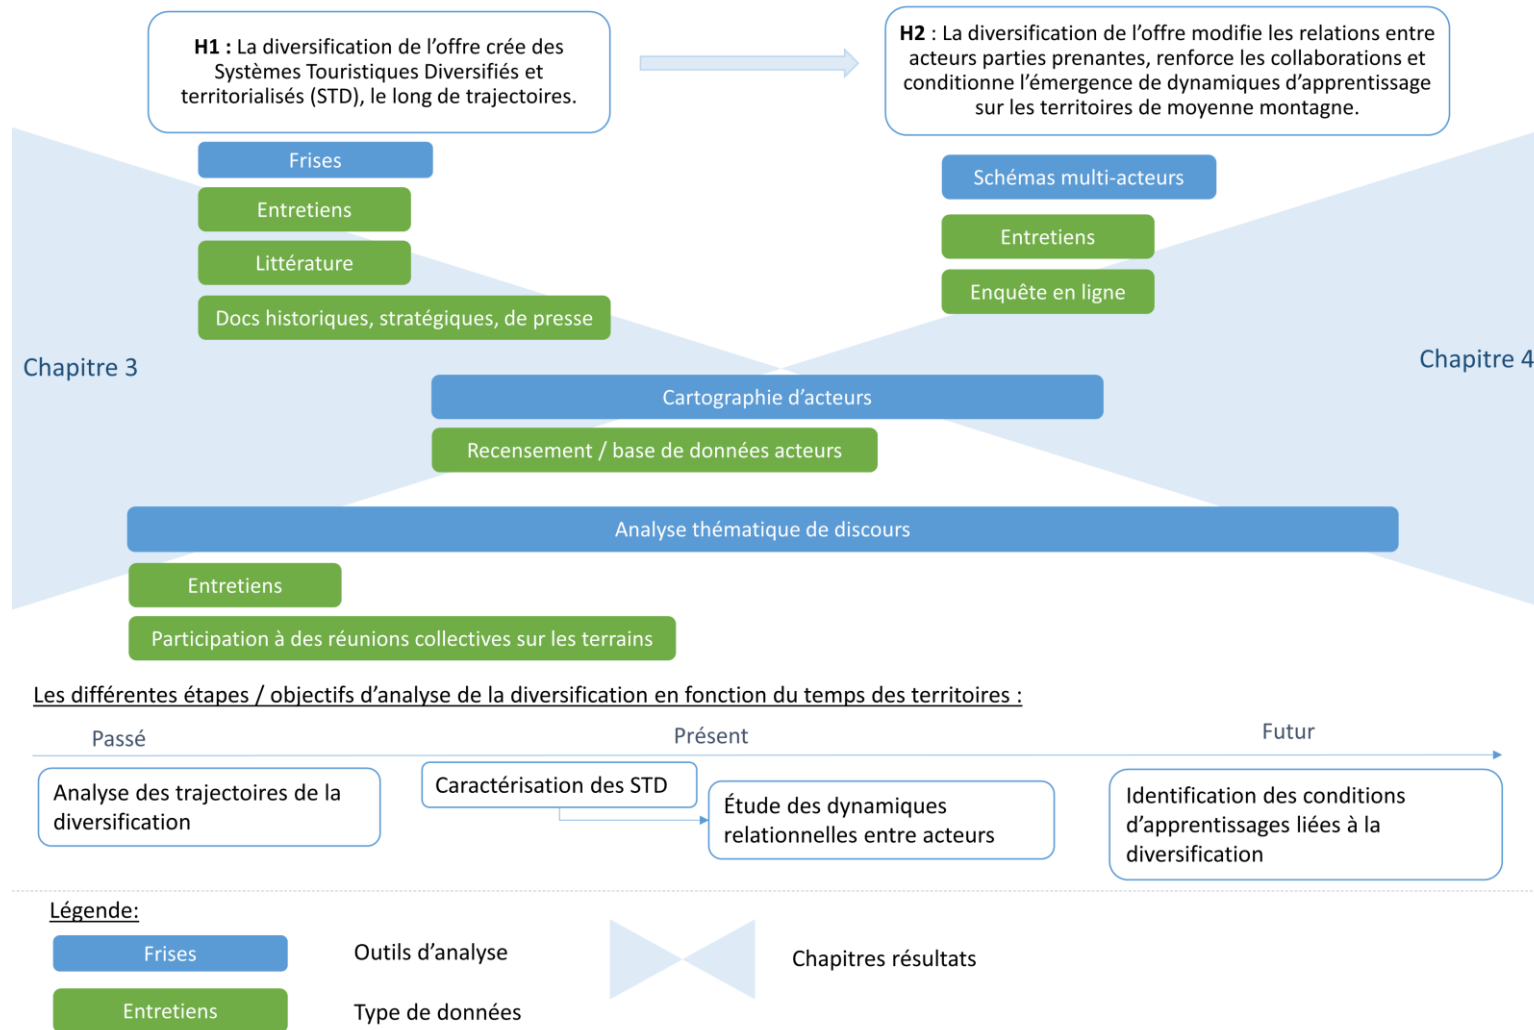 H1 : La diversification de l’offre crée des
Systèmes Touristiques Diversifiés et
territorialisés (STD), le long de trajectoires.
H2 : La diversification de l’offre modifie les relations entre
acteurs parties prenantes, renforce les collaborations et
conditionne l’émergence de dynamiques d’apprentissage
sur les territoires de moyenne montagne.
Frises
Entretiens
Littérature
Docs historiques, stratégiques, de presse
Schémas multi-acteurs
Entretiens
Enquête en ligne
Chapitre 3
Chapitre 4
Cartographie d’acteurs
Recensement / base de données acteurs
Analyse thématique de discours
Entretiens
Participation à des réunions collectives sur les terrains
Les différentes étapes / objectifs d’analyse de la diversification en fonction du temps des territoires :
Passé
Présent
Futur
Analyse des trajectoires de la
diversification
Caractérisation des STD
Étude des dynamiques
relationnelles entre acteurs
Identification des conditions
d’apprentissages liées à la
diversification
Légende:
Frises
Outils d’analyse
Chapitres résultats
Entretiens
Type de données